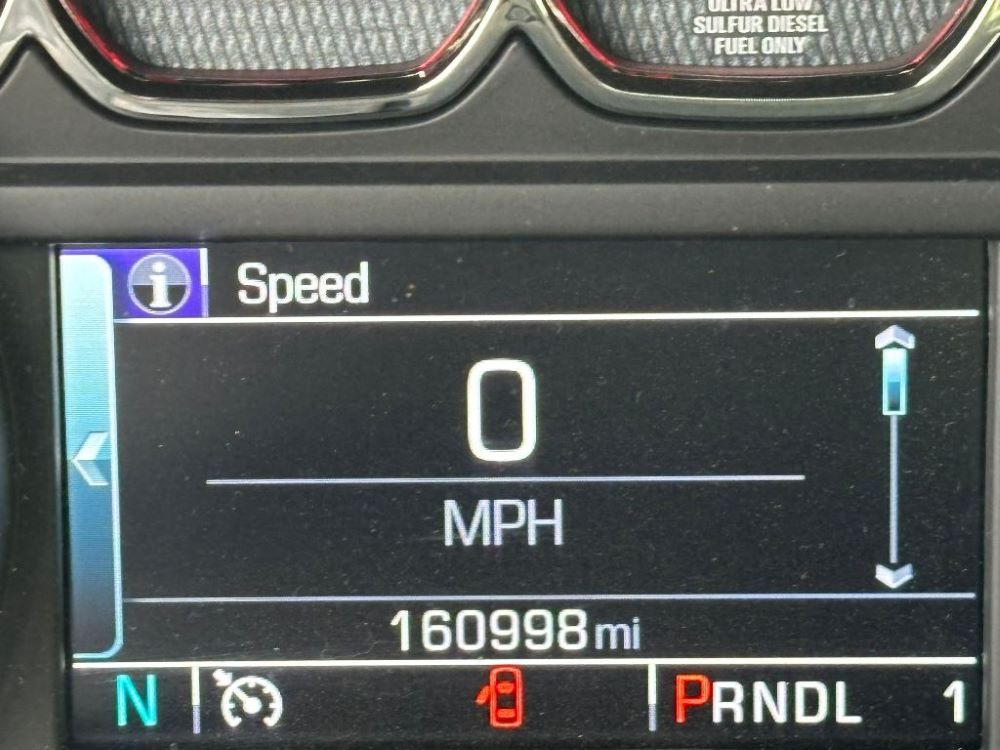 ULTRA LOW
SULFUR DIESEL
FUEL ONLY
i Speed
0
MPH
160998 mi
N PRNDL 1